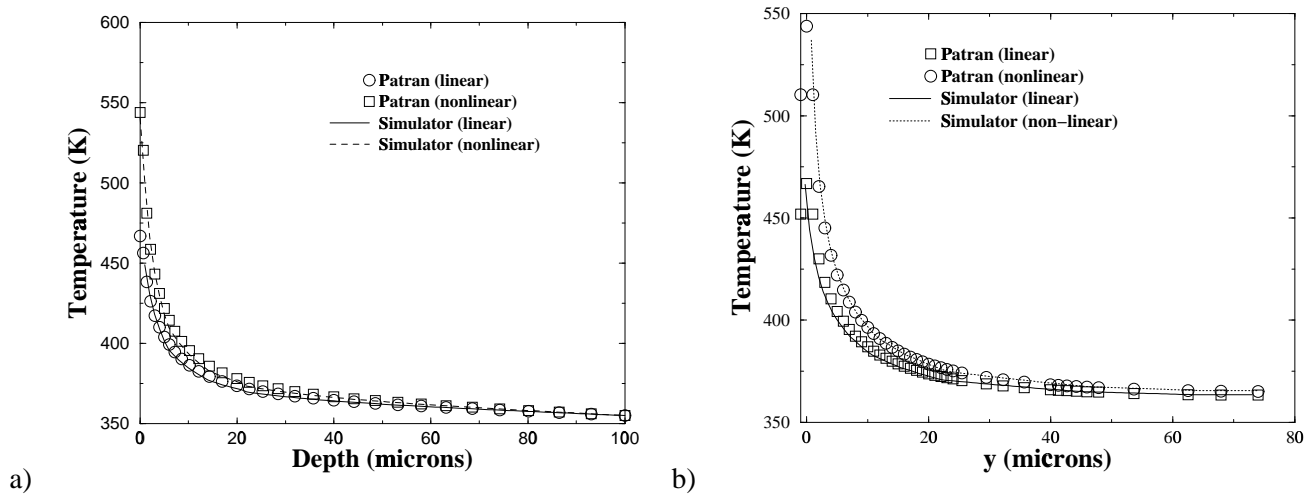 600
550
500
450
400
350
Temperature (K)
Patran (linear)
Patran (nonlinear)
Simulator (linear)
Simulator (nonlinear)
0 20 40 60 80 100
Depth (microns)
a)
550
500
450
400
350
Temperature (K)
Patran (linear)
Patran (nonlinear)
Simulator (linear)
Simulator (non−linear)
0 20 40 60 80
y (microns)
b)